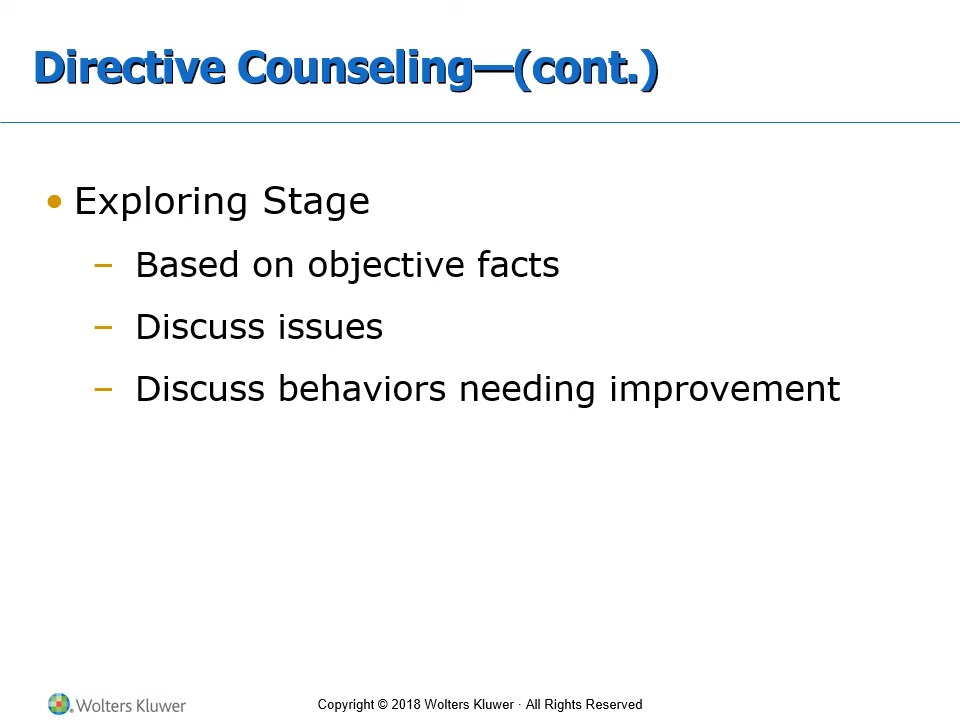 Directive Counseling—(cont.)
• Exploring Stage
– Based on objective facts
– Discuss issues
– Discuss behaviors needing improvement
Wolters Kluwer
Copyright © 2018 Wolters Kluwer · All Rights Reserved